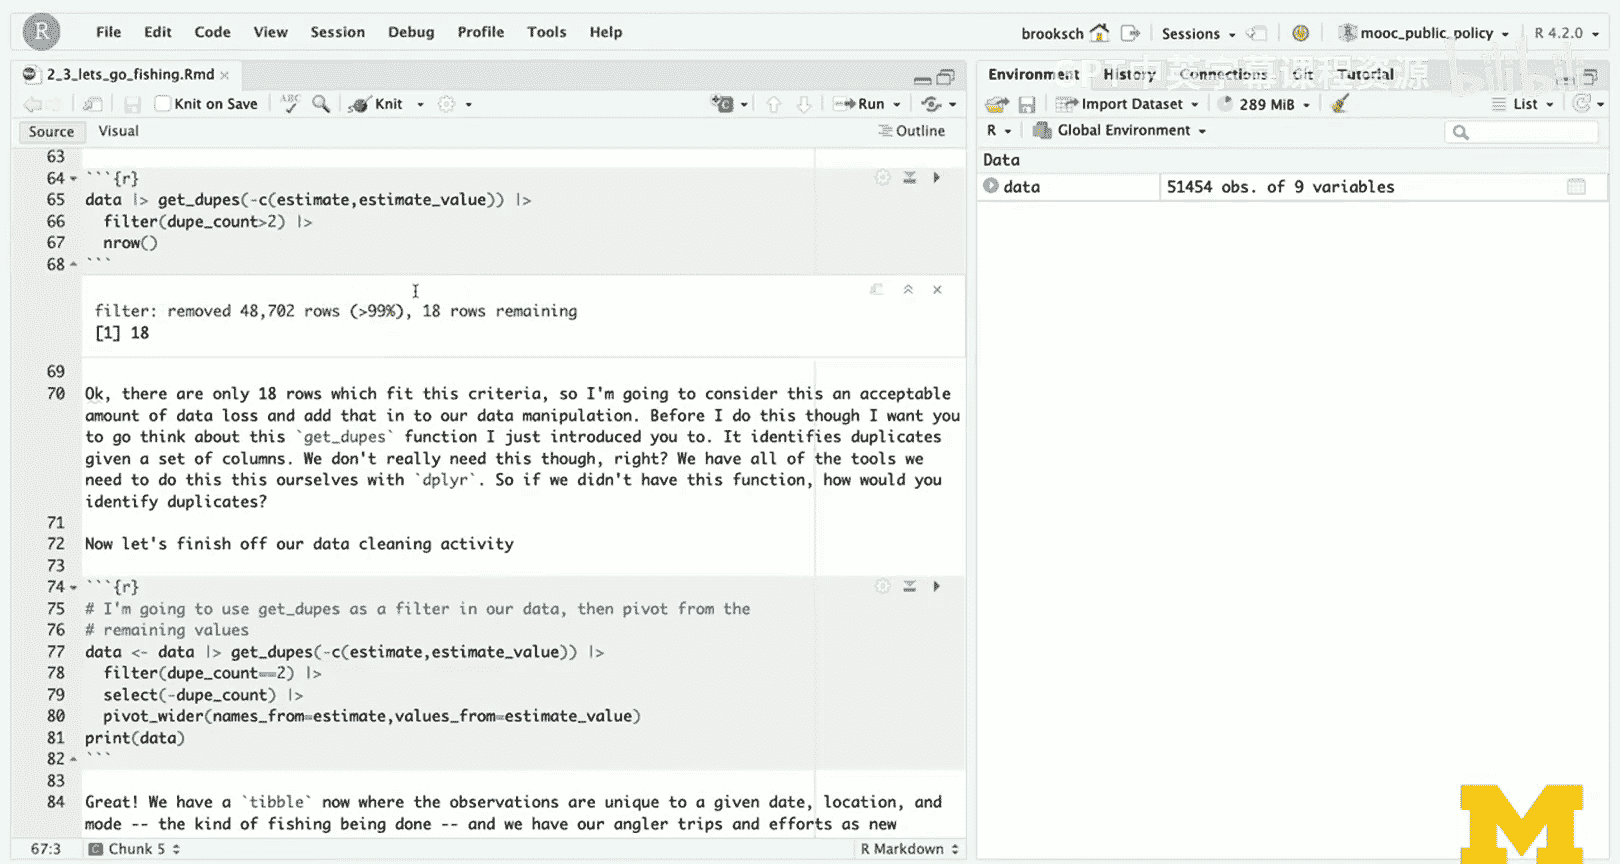 R
File Edit Code View Session Debug Profile Tools Help
brooksch Sessions mooc_public_policy R 4.2.0
2_3_lets_go_fishing.Rmd
Knit on Save ABC Knit Run
Source Visual Outline
63
64 ```{r}
65 data |> get_dupes(-c(estimate,estimate_value)) |>
66 filter(dupe_count>2) |>
67 nrow()
68 ```
filter: removed 48,702 rows (>99%), 18 rows remaining
[1] 18
69
70 Ok, there are only 18 rows which fit this criteria, so I'm going to consider this an acceptable
amount of data loss and add that in to our data manipulation. Before I do this though I want you
to go think about this `get_dupes` function I just introduced you to. It identifies duplicates
given a set of columns. We don't really need this though, right? We have all of the tools we
need to do this this ourselves with `dplyr`. So if we didn't have this function, how would you
identify duplicates?
71
72 Now let's finish off our data cleaning activity
73
74 ```{r}
75 # I'm going to use get_dupes as a filter in our data, then pivot from the
76 # remaining values
77 data <- data |> get_dupes(-c(estimate,estimate_value)) |>
78 filter(dupe_count==2) |>
79 select(-dupe_count) |>
80 pivot_wider(names_from=estimate,values_from=estimate_value)
81 print(data)
82 ```
83
84 Great! We have a `tibble` now where the observations are unique to a given date, location, and
mode -- the kind of fishing being done -- and we have our angler trips and efforts as new
67:3 C Chunk 5 R Markdown
Environment History Connections Git Tutorial
GPT中英字幕课程资源 bilibili
Import Dataset 289 MiB List
R Global Environment
Data
data 51454 obs. of 9 variables
M